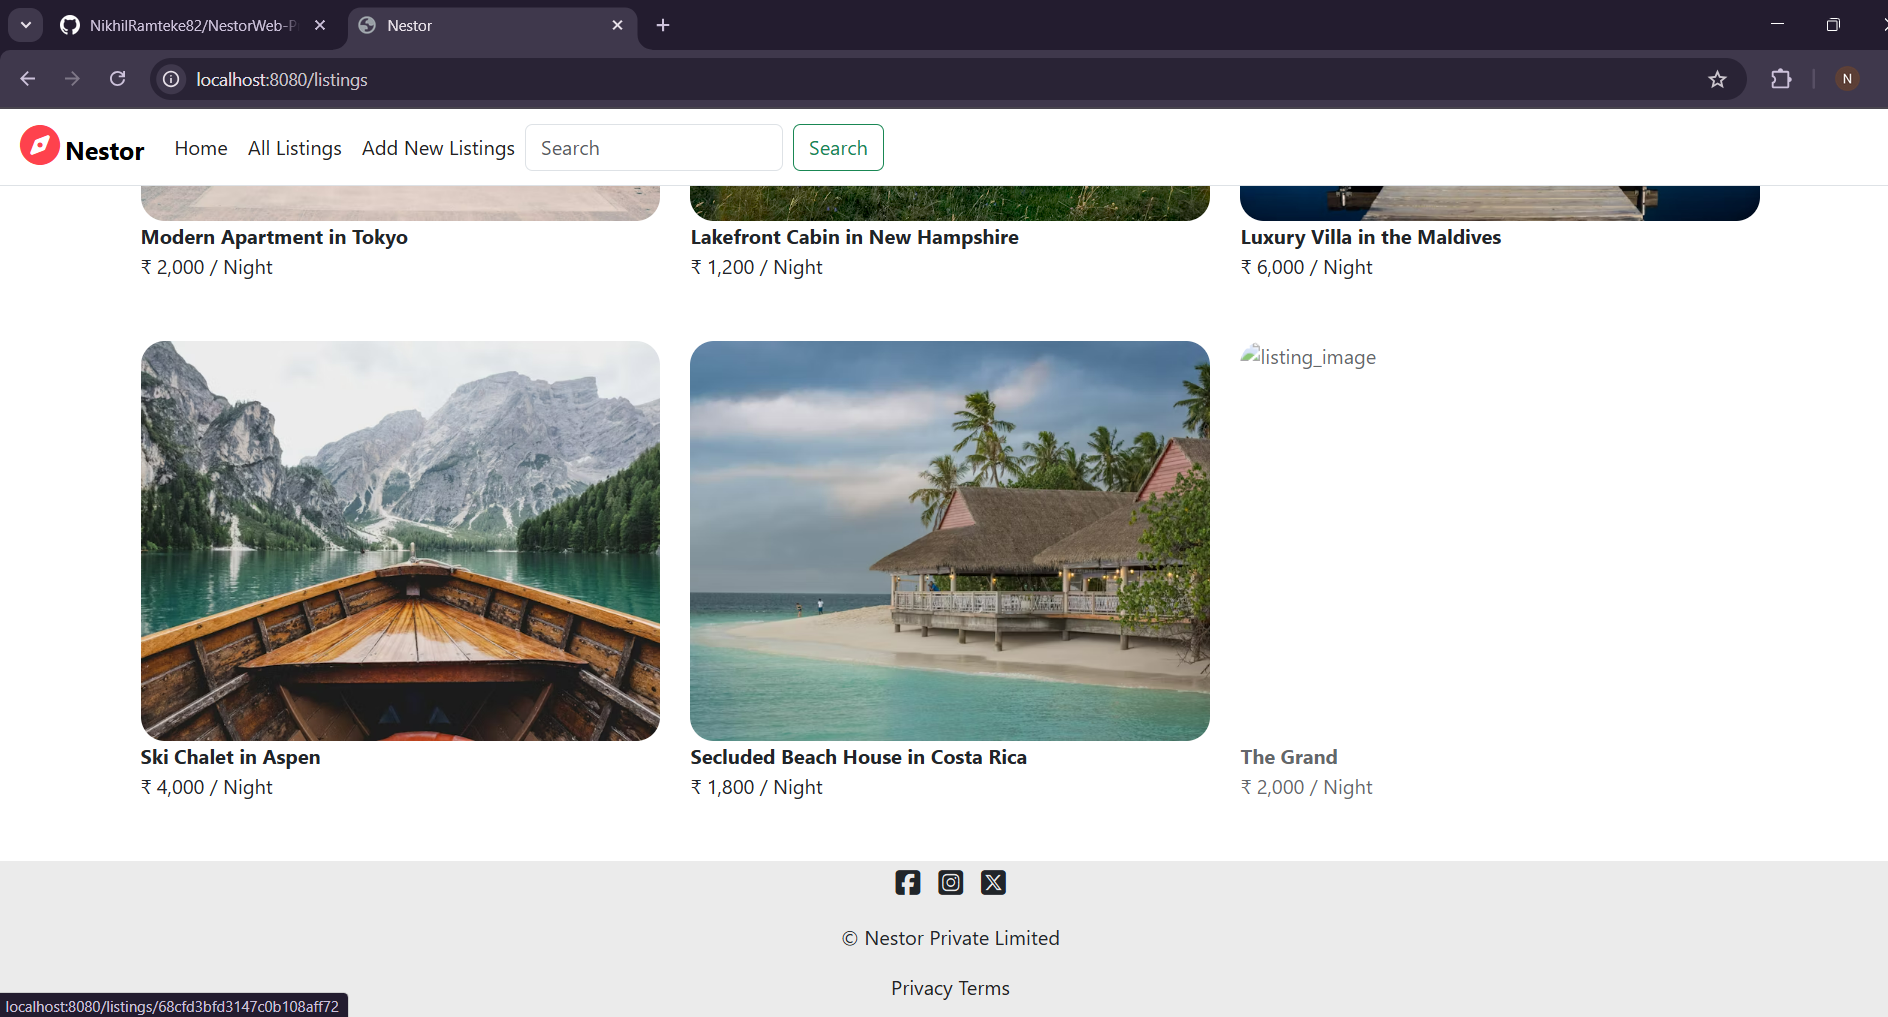 NikhilRamteke82/NestorWeb-P
Nestor
localhost:8080/listings
N
Nestor Home All Listings Add New Listings Search Search
Modern Apartment in Tokyo
₹ 2,000 / Night
Lakefront Cabin in New Hampshire
₹ 1,200 / Night
Luxury Villa in the Maldives
₹ 6,000 / Night
listing_image
Ski Chalet in Aspen
₹ 4,000 / Night
Secluded Beach House in Costa Rica
₹ 1,800 / Night
The Grand
₹ 2,000 / Night
© Nestor Private Limited
Privacy Terms
localhost:8080/listings/68cfd3bfd3147c0b108aff72